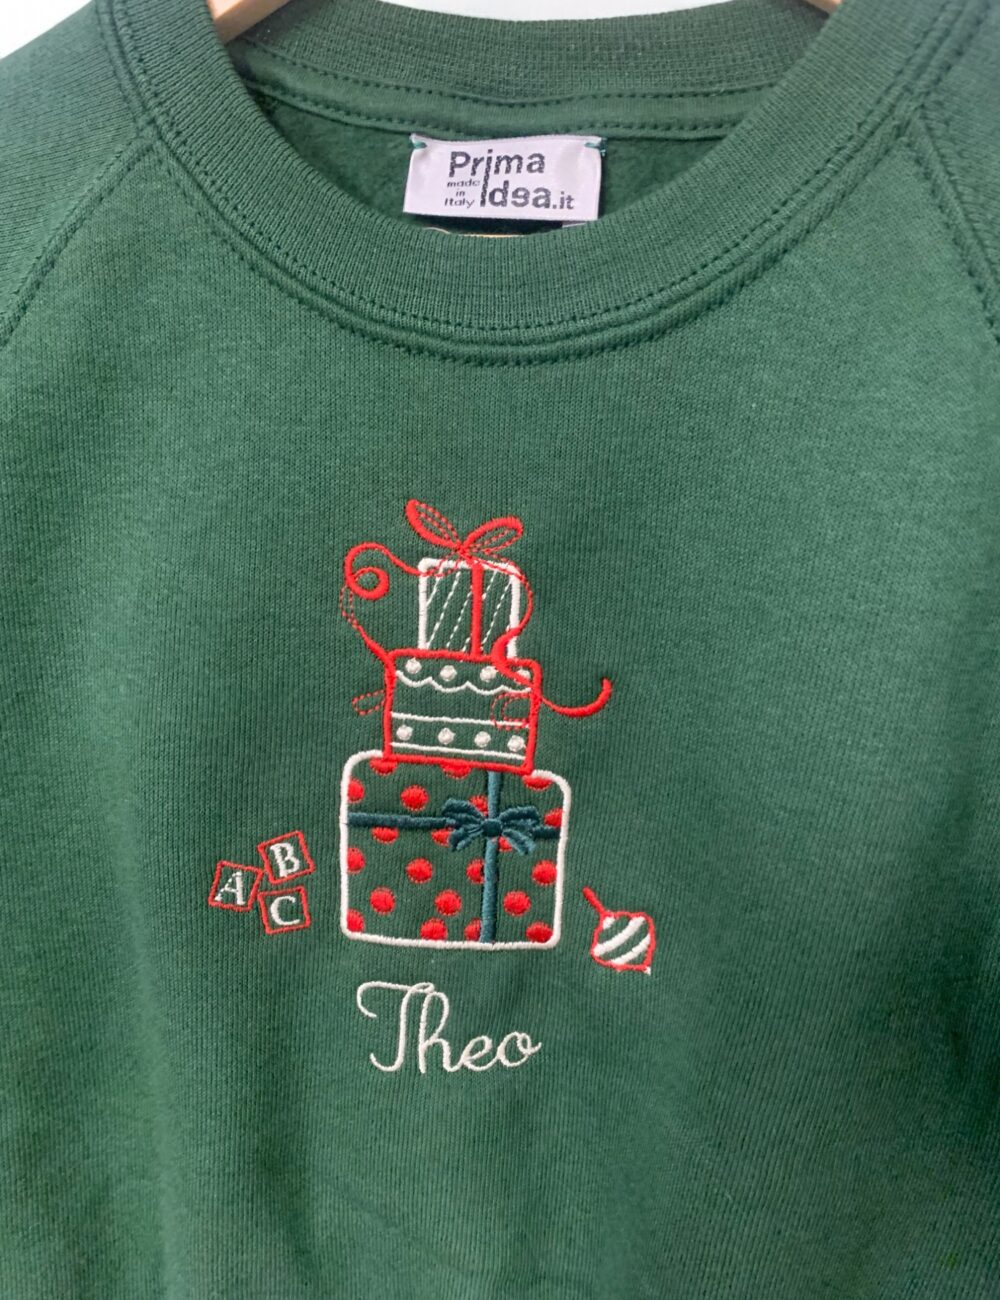 Prima
made
in
Italy
Idea.it
B
A
C
Theo